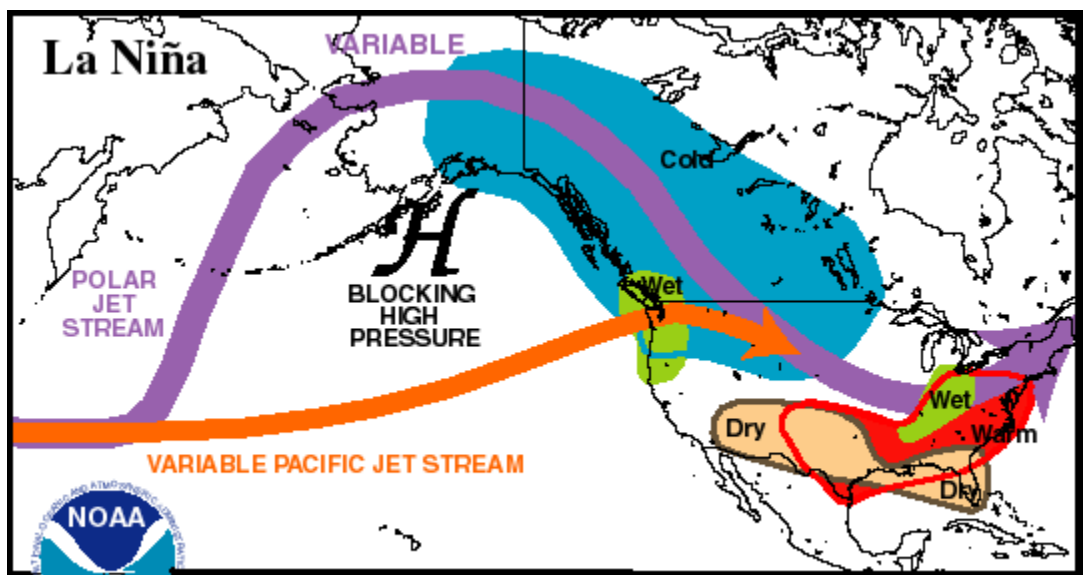 La Niña
VARIABLE
Cold
POLAR
JET
STREAM
H
BLOCKING
HIGH
PRESSURE
Wet
Wet
Dry
Warm
Dry
VARIABLE PACIFIC JET STREAM
NOAA